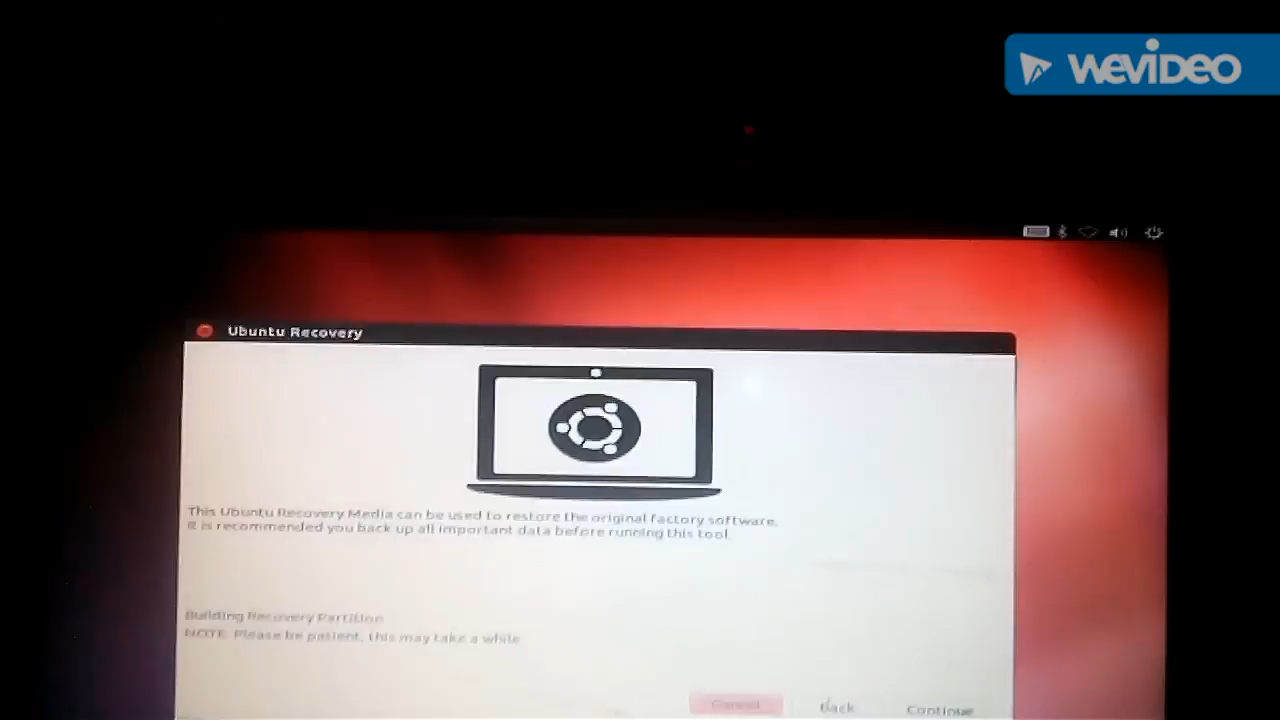 WEVIDEO
Ubuntu Recovery
This Ubuntu Recovery Media can be used to restore the original factory software.
It is recommended you back up all important data before running this tool.
Building Recovery Partition
NOTE: Please be patient, this may take a while
Cancel Back Continue